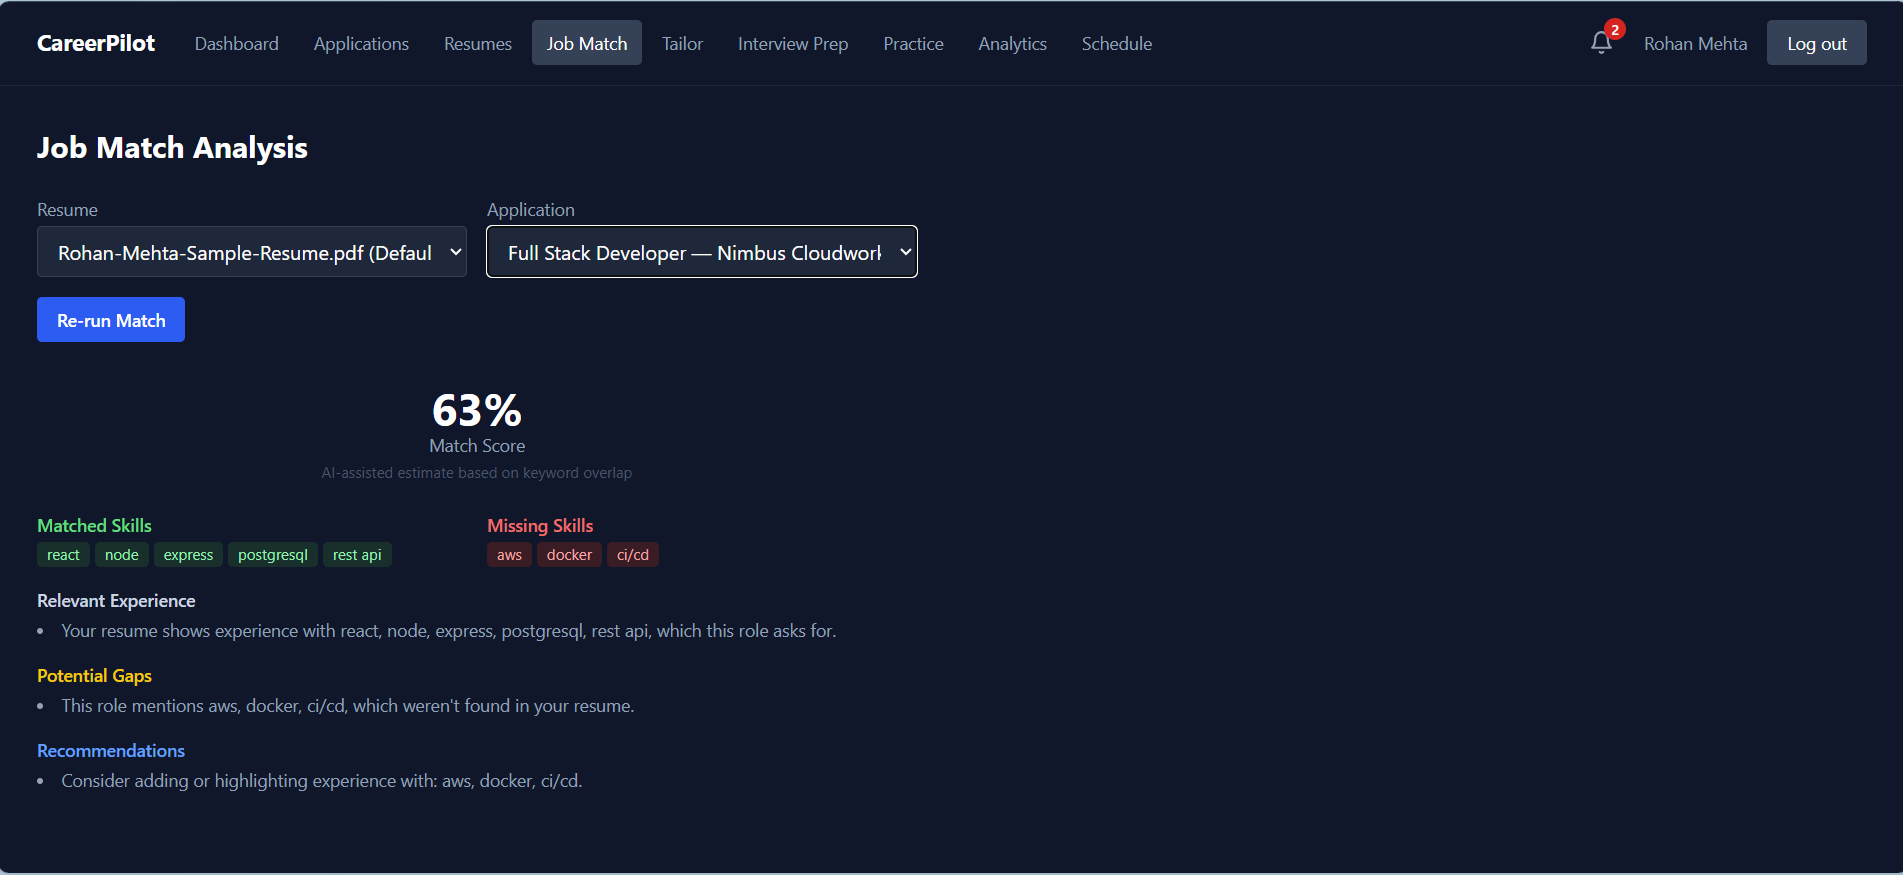 CareerPilot Dashboard Applications Resumes Job Match Tailor Interview Prep Practice Analytics Schedule 2 Rohan Mehta Log out
Job Match Analysis
Resume Application
Rohan-Mehta-Sample-Resume.pdf (Defaul Full Stack Developer — Nimbus Cloudwork
Re-run Match
63%
Match Score
AI-assisted estimate based on keyword overlap
Matched Skills Missing Skills
react node express postgresql rest api aws docker ci/cd
Relevant Experience
• Your resume shows experience with react, node, express, postgresql, rest api, which this role asks for.
Potential Gaps
• This role mentions aws, docker, ci/cd, which weren't found in your resume.
Recommendations
• Consider adding or highlighting experience with: aws, docker, ci/cd.